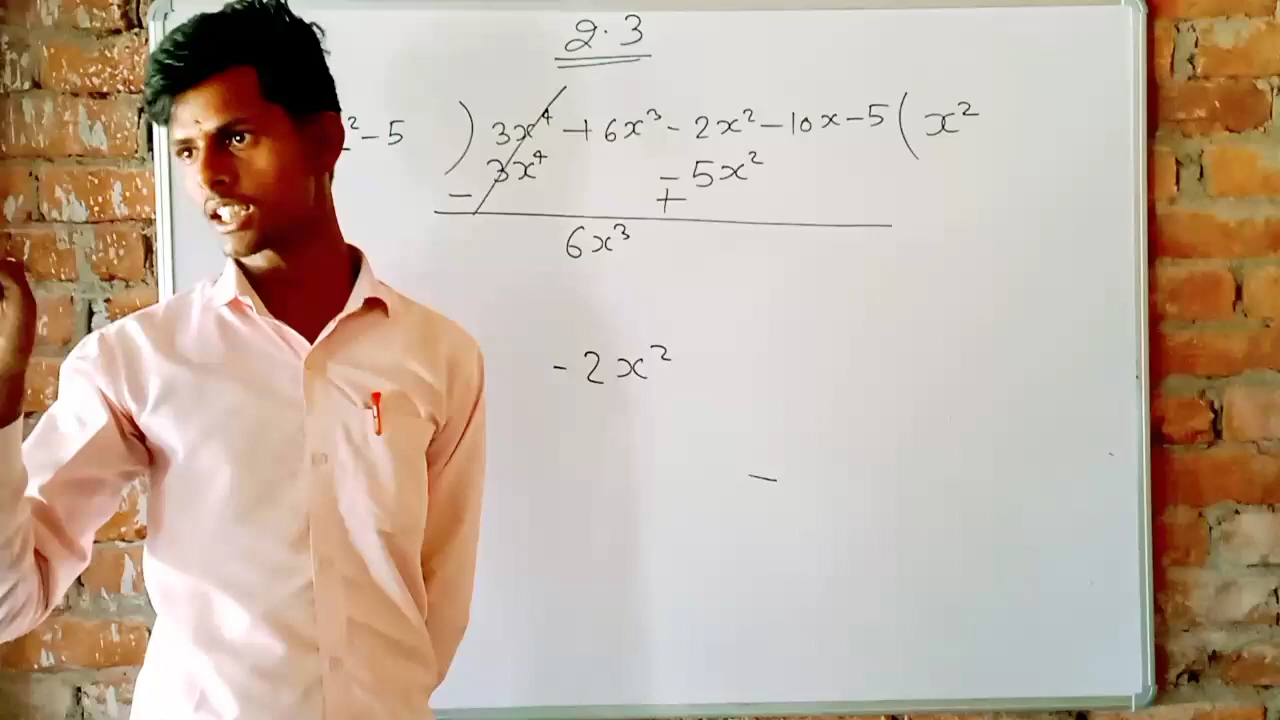 2.3
² - 5 ) 3x⁴ + 6x³ - 2x² - 10x - 5 ( x²
3x⁴ - 5x²
- +
6x³
- 2x²
-